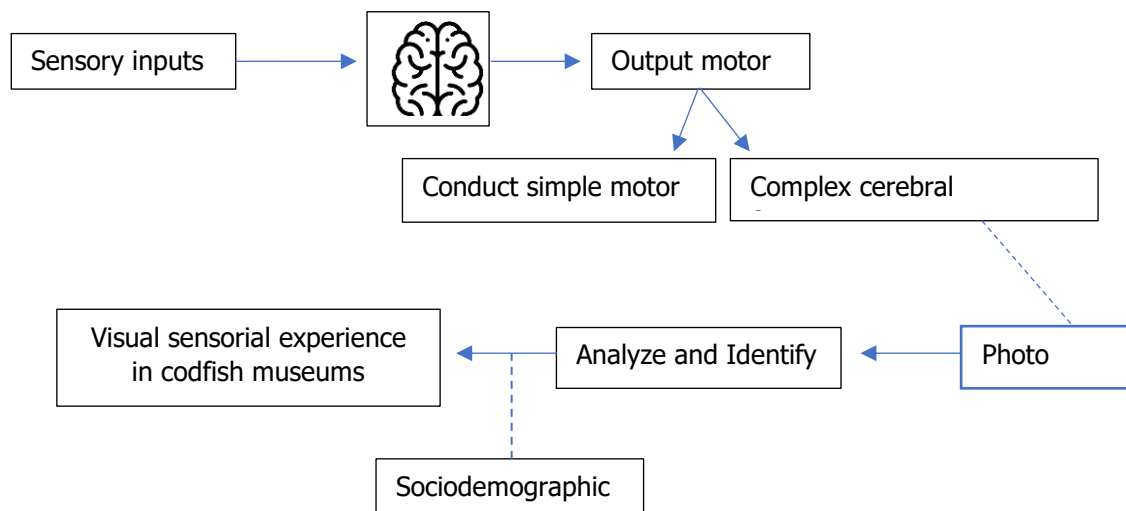 Sensory inputs
Output motor
Conduct simple motor
Complex cerebral
Visual sensorial experience
in codfish museums
Analyze and Identify
Photo
Sociodemographic